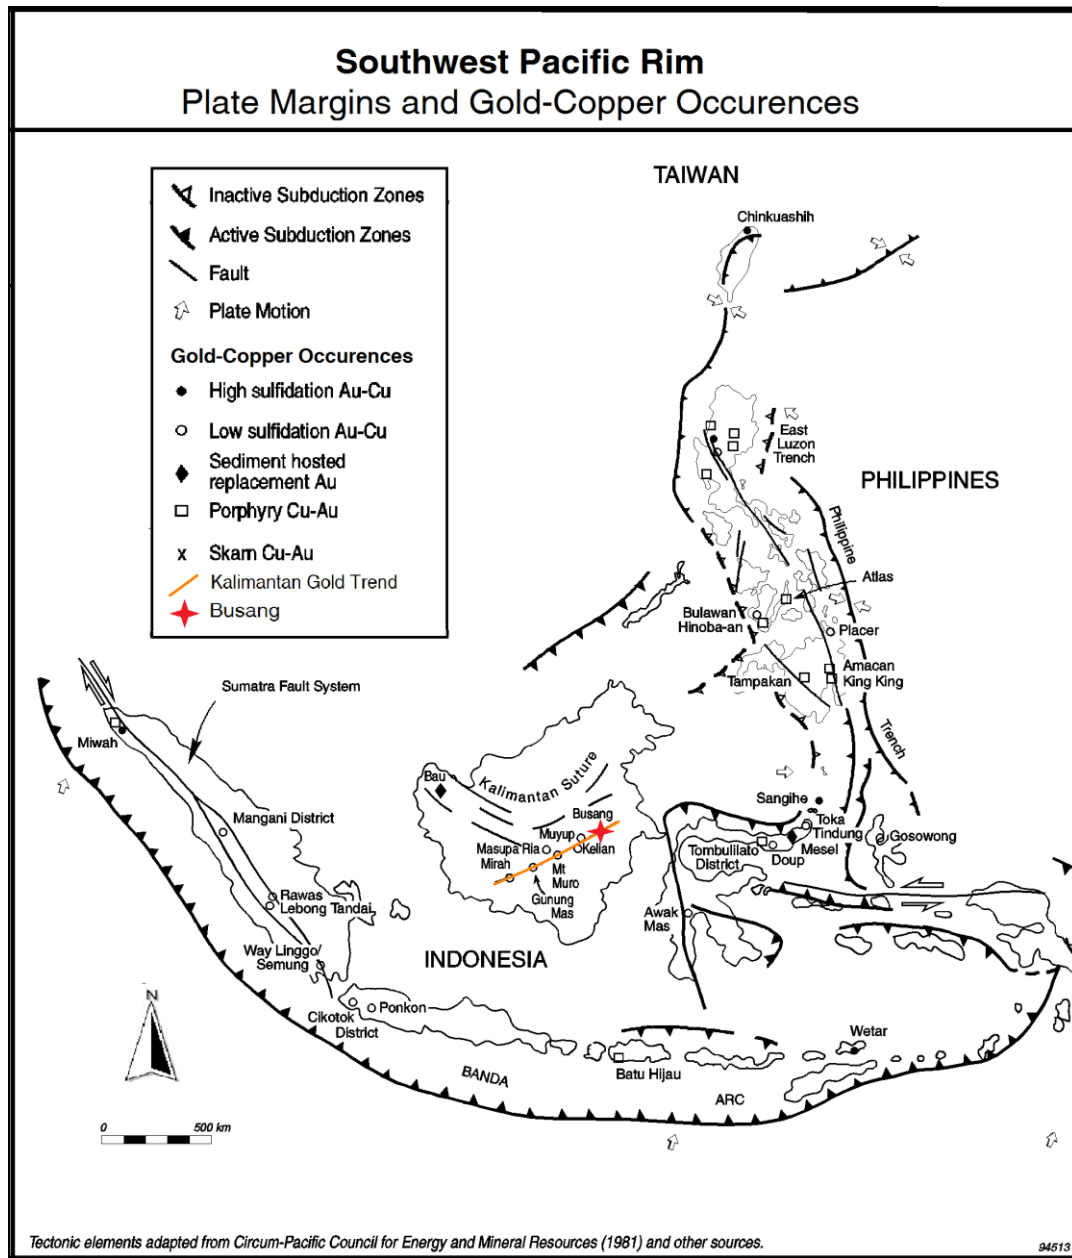 Southwest Pacific Rim
Plate Margins and Gold-Copper Occurences
Inactive Subduction Zones
Active Subduction Zones
Fault
Plate Motion
Gold-Copper Occurences
High sulfidation Au-Cu
Low sulfidation Au-Cu
Sediment hosted
replacement Au
Porphyry Cu-Au
x Skarn Cu-Au
Kalimantan Gold Trend
Busang
TAIWAN
Chinkuashih
East
Luzon
Trench
PHILIPPINES
Philippine
Trench
Atlas
Bulawan
Hinoba-an
Placer
Amacan
King King
Tampakan
Sumatra Fault System
Miwah
Mangani District
Rawas
Lebong Tandai
Way Linggo/
Semung
Cikotok
District
Ponkon
Bau
Kalimantan Suture
Busang
Muyup
Kelian
Masupa Ria
Mirah
Mt
Muro
Gunung
Mas
Sangihe
Toka
Tindung
Mesel
Gosowong
Tombulilato
District
Doup
Awak
Mas
INDONESIA
Wetar
Batu Hijau
BANDA
ARC
N
0 500 km
Tectonic elements adapted from Circum-Pacific Council for Energy and Mineral Resources (1981) and other sources.
94513